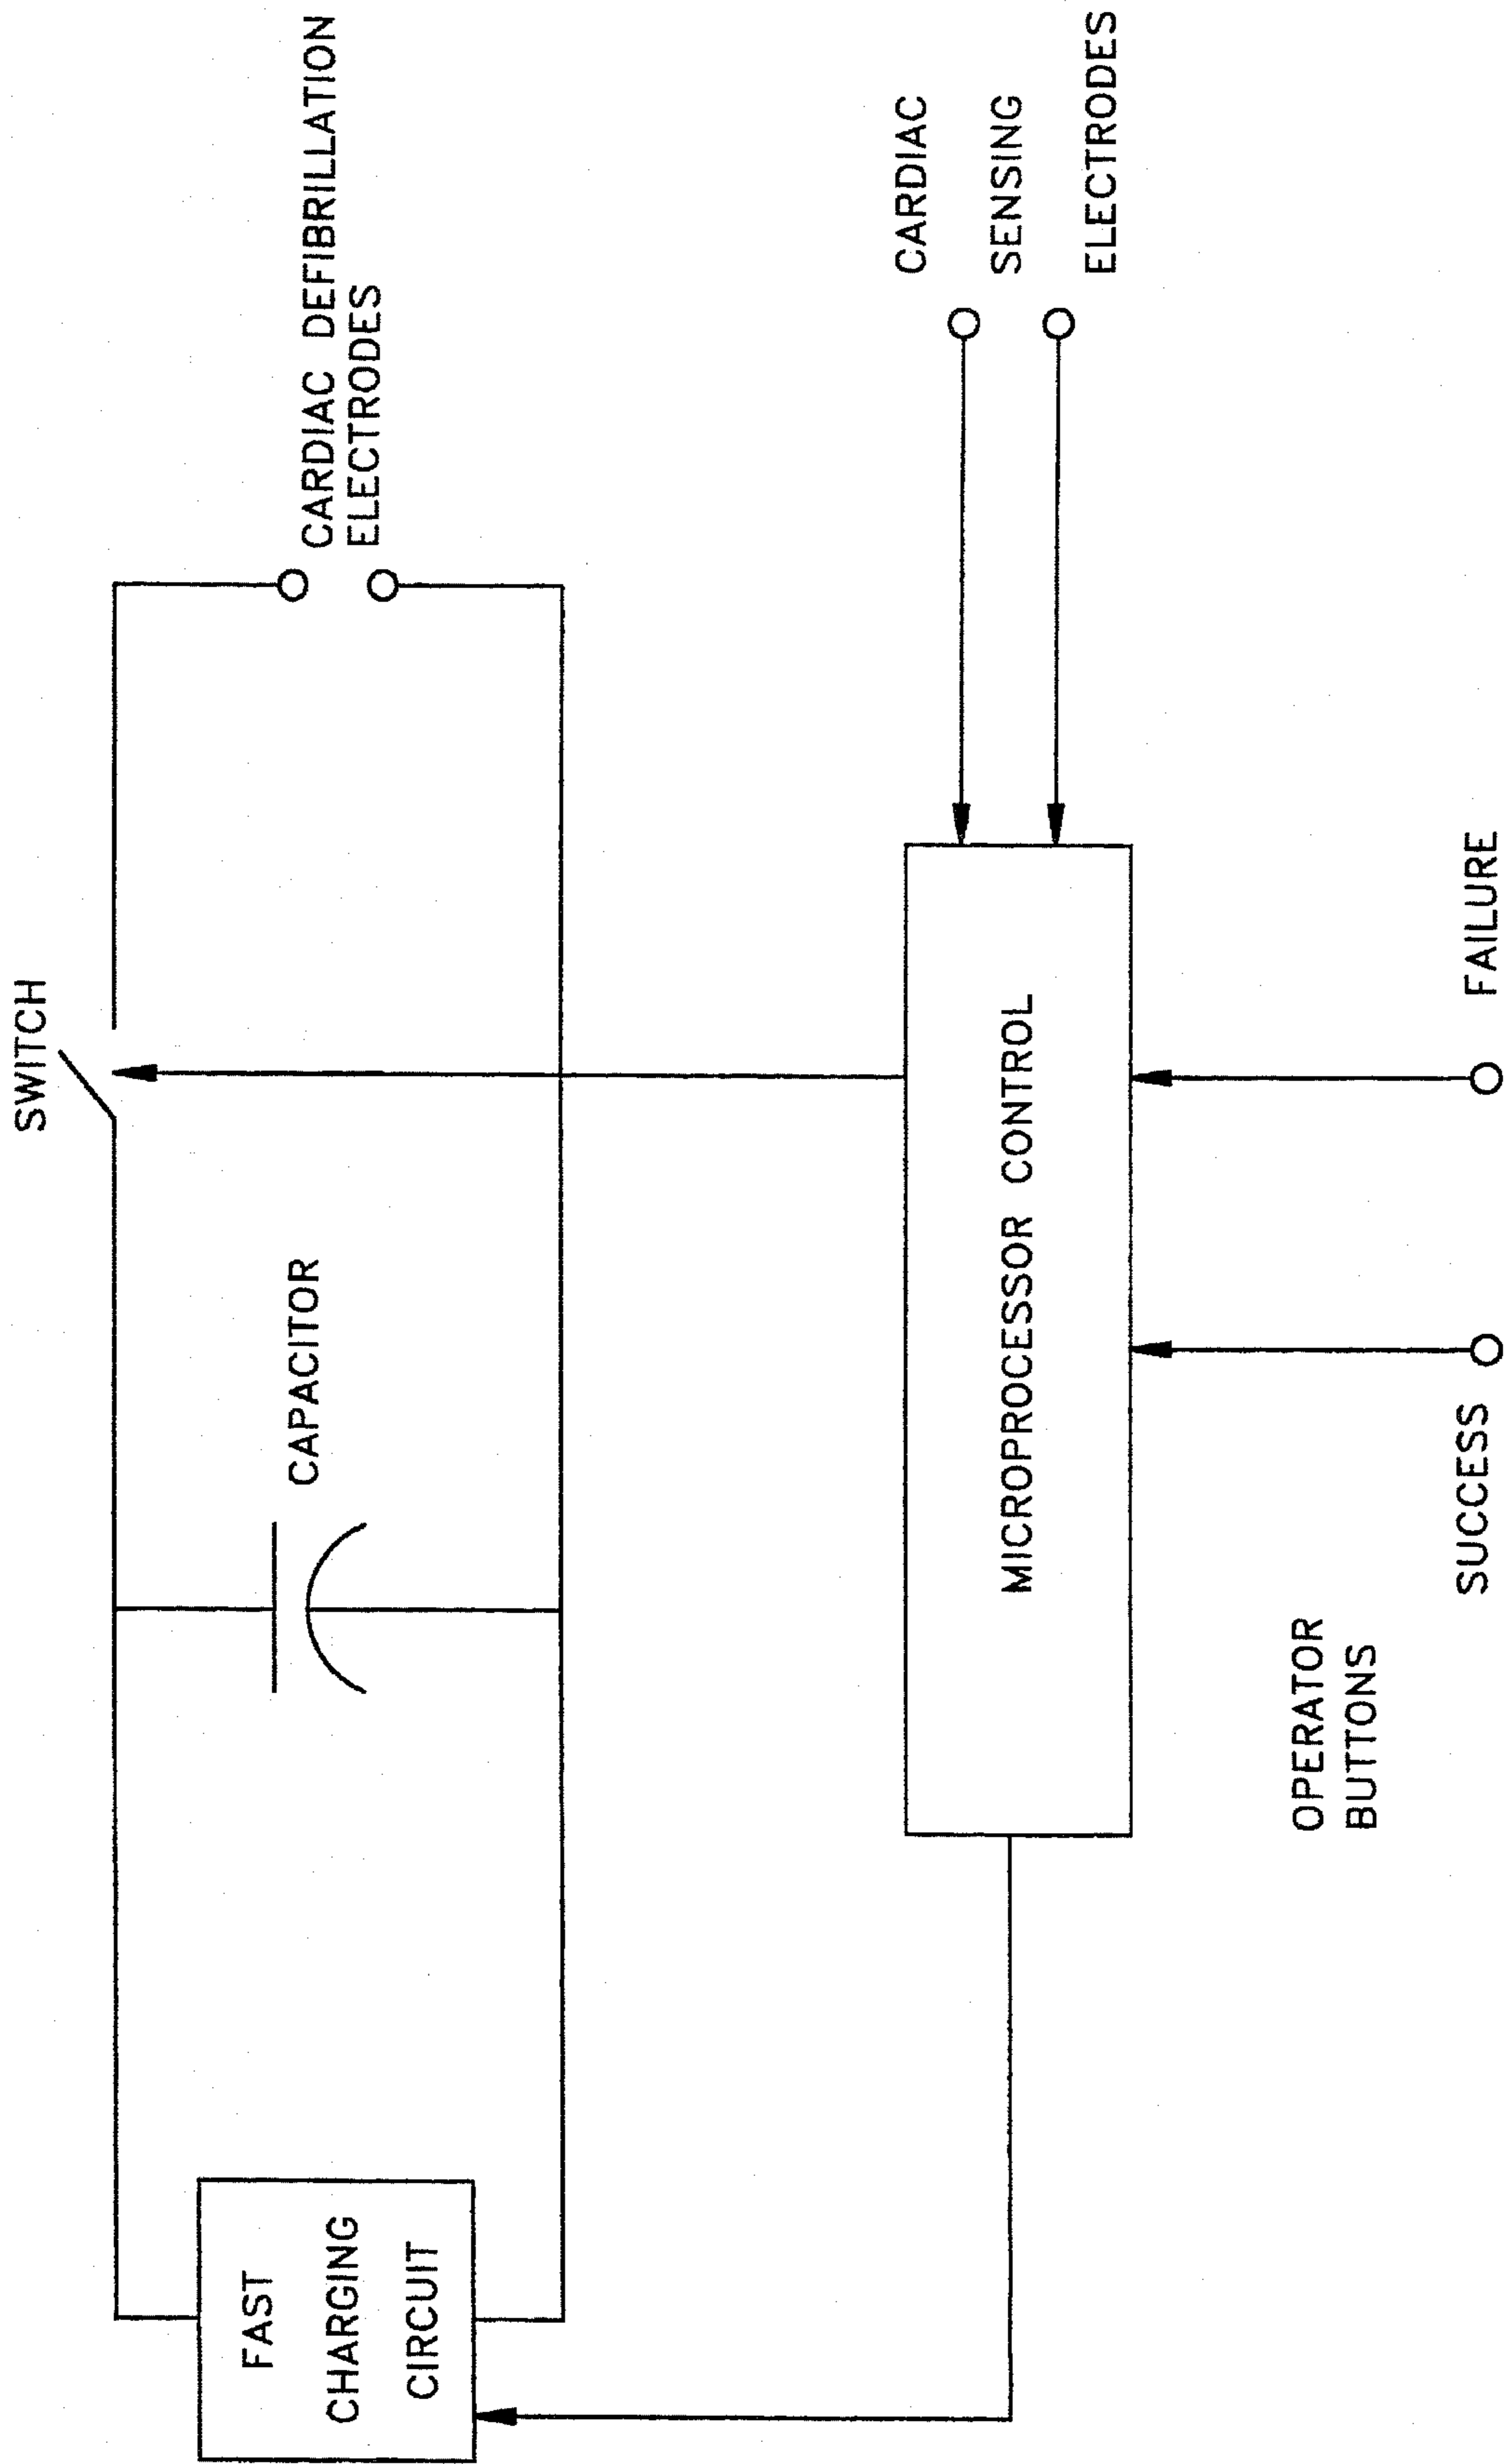 SWITCH
CAPACITOR
CARDIAC DEFIBRILLATION
ELECTRODES
FAST
CHARGING
CIRCUIT
MICROPROCESSOR CONTROL
CARDIAC
SENSING
ELECTRODES
OPERATOR
BUTTONS
SUCCESS
FAILURE